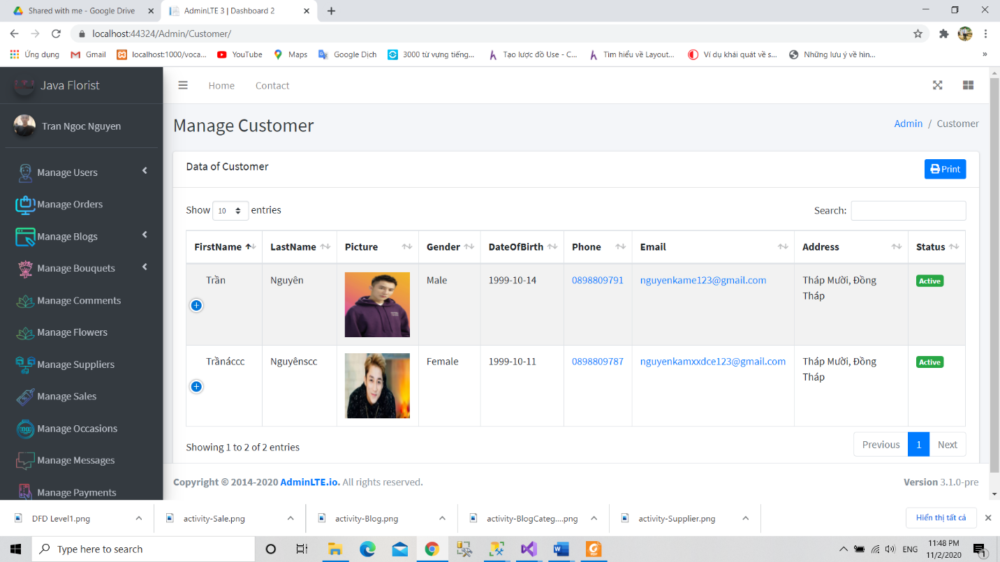 Shared with me - Google Drive
AdminLTE 3 | Dashboard 2
localhost:44324/Admin/Customer/
Ứng dụng
Gmail
localhost:1000/voca...
YouTube
Maps
Google Dịch
3000 từ vựng tiếng...
Tạo lược đồ Use - C...
Tìm hiểu về Layout...
Ví dụ khái quát về s...
Những lưu ý về hìn...
»
Java Florist
Home
Contact
Tran Ngoc Nguyen
Manage Customer
Admin / Customer
Manage Users
Manage Orders
Manage Blogs
Manage Bouquets
Manage Comments
Manage Flowers
Manage Suppliers
Manage Sales
Manage Occasions
Manage Messages
Manage Payments
Data of Customer
Print
Show 10 entries
Search:
FirstName LastName Picture Gender DateOfBirth Phone Email Address Status
Trần Nguyên Male 1999-10-14 0898809791 nguyenkame123@gmail.com Tháp Mười, Đồng Active
Tháp
Trầnáccc Nguyênscc Female 1999-10-11 0898809787 nguyenkamxxdce123@gmail.com Tháp Mười, Đồng Active
Tháp
Showing 1 to 2 of 2 entries
Previous 1 Next
Copyright © 2014-2020 AdminLTE.io. All rights reserved.
Version 3.1.0-pre
DFD Level1.png
activity-Sale.png
activity-Blog.png
activity-BlogCateg....png
activity-Supplier.png
Hiển thị tất cả
Type here to search
ENG
11:48 PM
11/2/2020
1